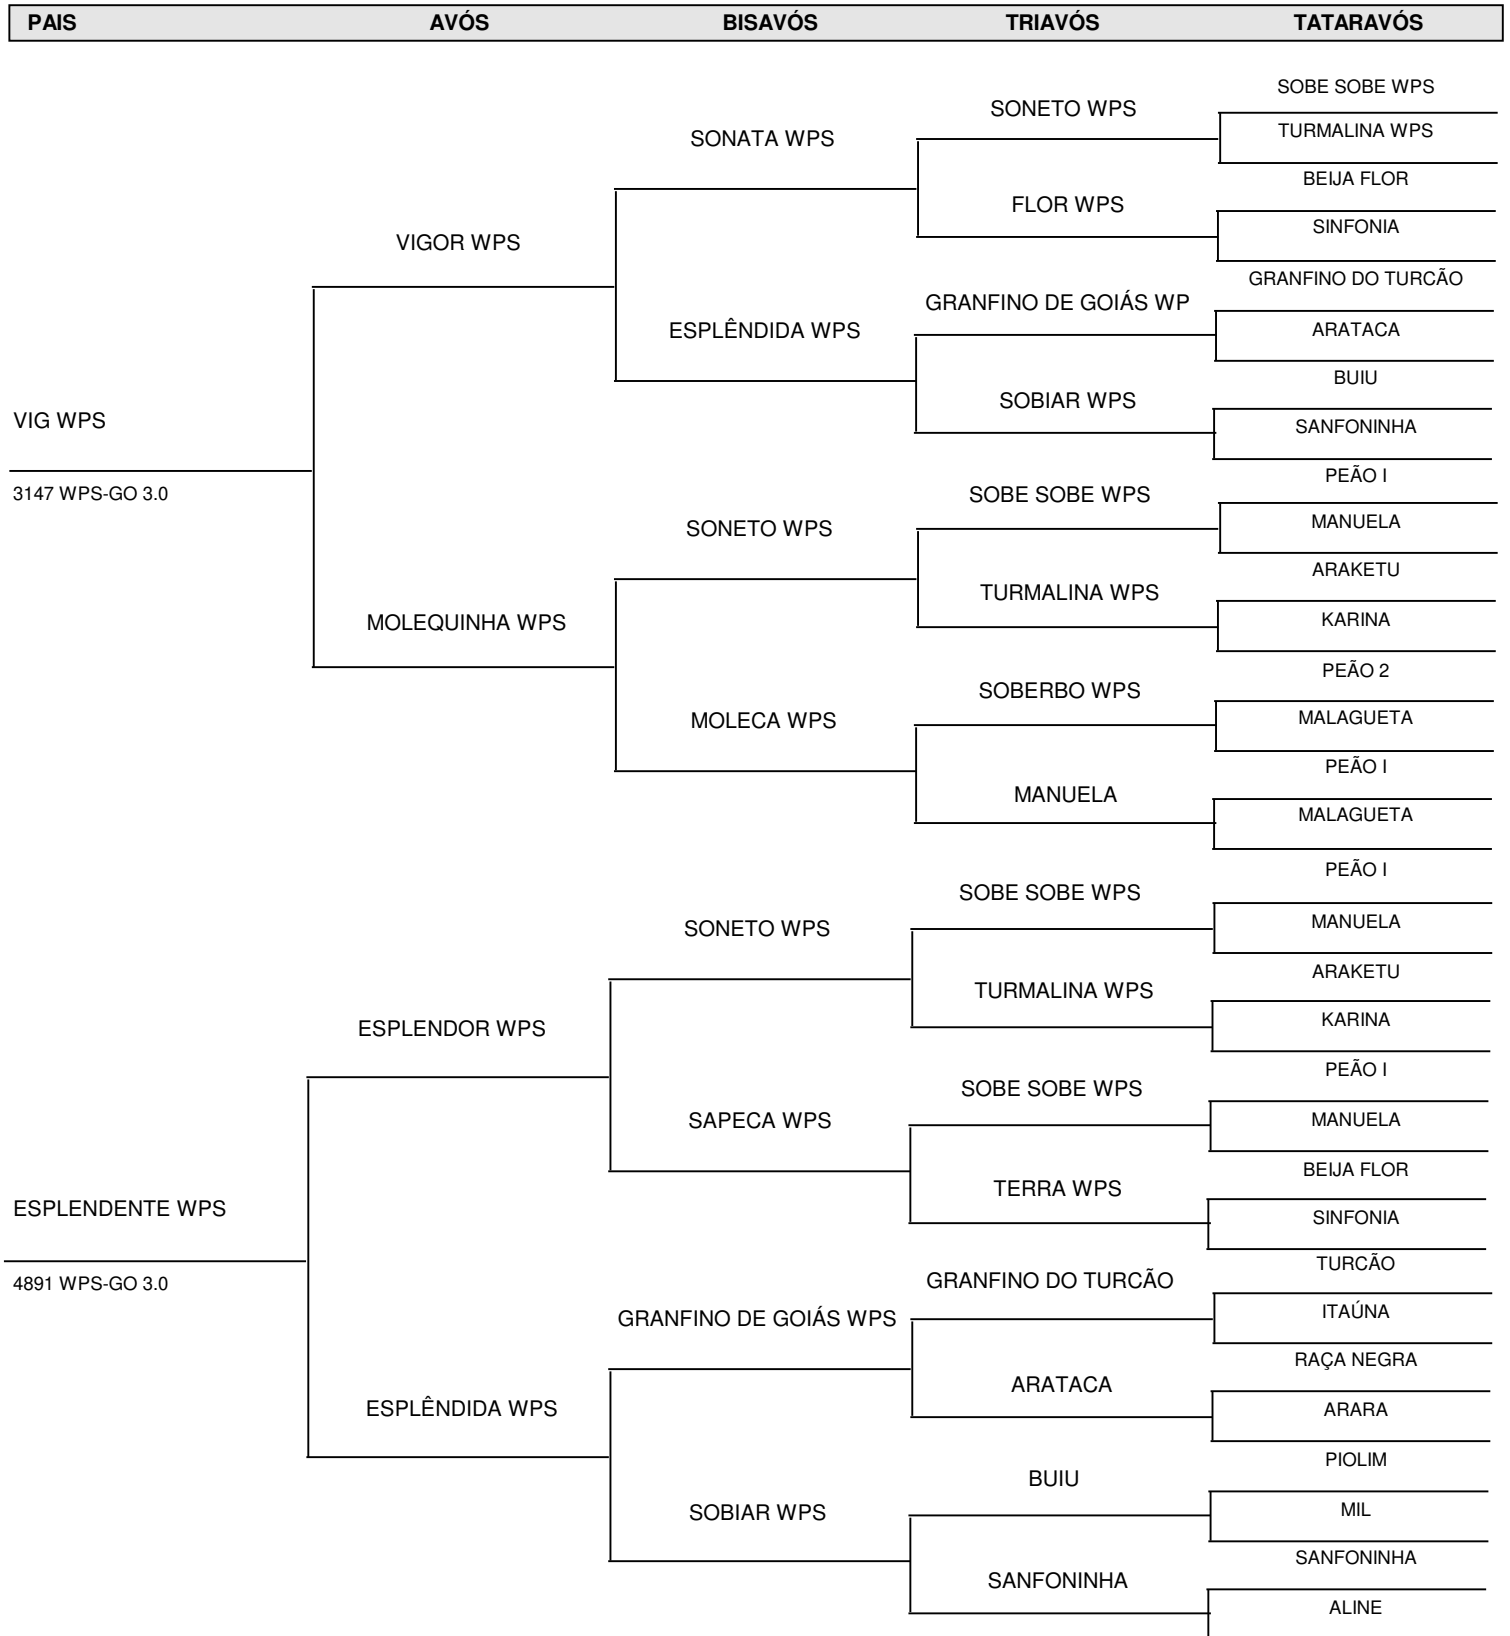 PAIS AVÓS BISAVÓS TRIAVÓS TATARAVÓS
SOBE SOBE WPS
SONETO WPS
TURMALINA WPS
SONATA WPS
BEIJA FLOR
FLOR WPS
SINFONIA
VIGOR WPS
GRANFINO DO TURCÃO
GRANFINO DE GOIÁS WP
ESPLÊNDIDA WPS
ARATACA
BUIU
SOBIAR WPS
VIG WPS
SANFONINHA
PEÃO I
3147 WPS-GO 3.0
SOBE SOBE WPS
MANUELA
SONETO WPS
ARAKETU
TURMALINA WPS
KARINA
MOLEQUINHA WPS
PEÃO 2
SOBERBO WPS
MALAGUETA
MOLECA WPS
PEÃO I
MANUELA
MALAGUETA
PEÃO I
SOBE SOBE WPS
MANUELA
SONETO WPS
ARAKETU
TURMALINA WPS
KARINA
ESPLENDOR WPS
PEÃO I
SOBE SOBE WPS
MANUELA
SAPECA WPS
BEIJA FLOR
TERRA WPS
ESPLENDENTE WPS
SINFONIA
TURCÃO
4891 WPS-GO 3.0
GRANFINO DO TURCÃO
ITAÚNA
GRANFINO DE GOIÁS WPS
RAÇA NEGRA
ARATACA
ESPLÊNDIDA WPS
ARARA
PIOLIM
BUIU
MIL
SOBIAR WPS
SANFONINHA
SANFONINHA
ALINE